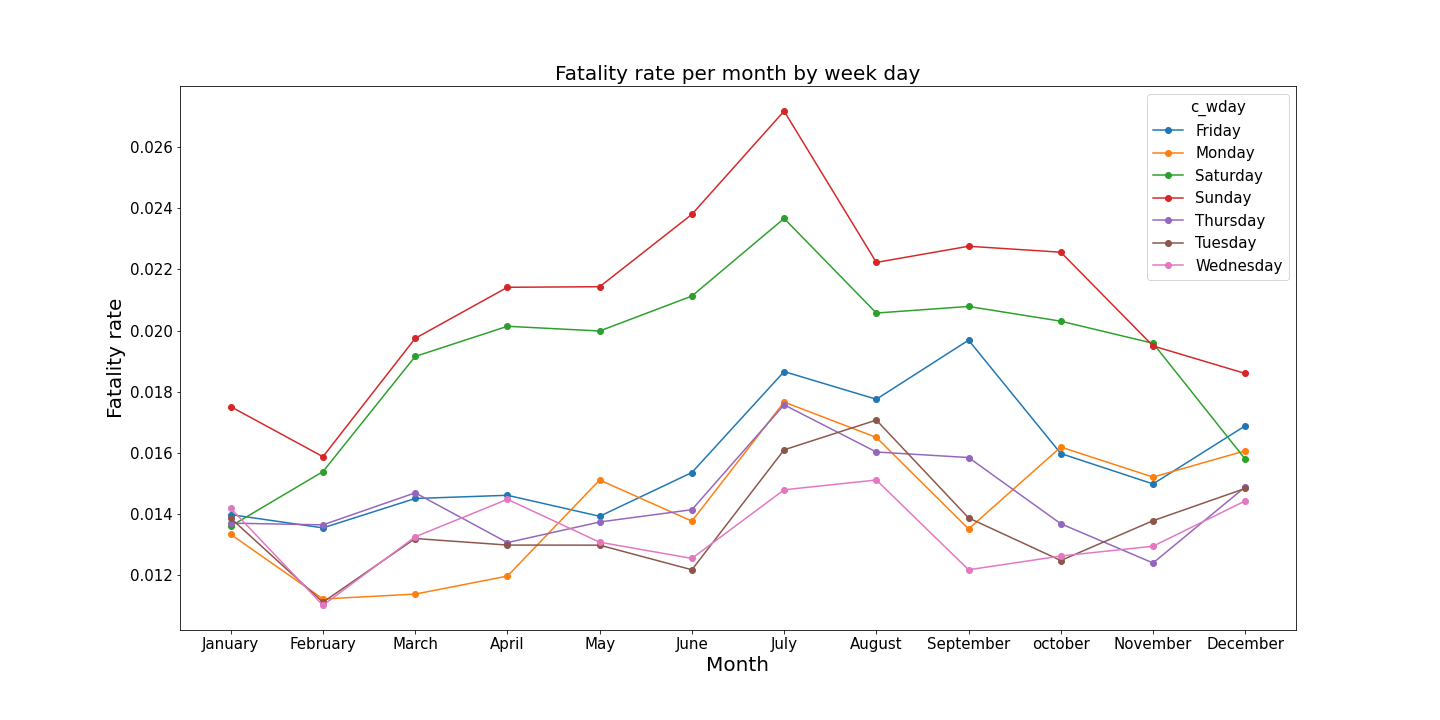 Fatality rate per month by week day
c_wday
Friday
Monday
Saturday
Sunday
Thursday
Tuesday
Wednesday
Fatality rate
0.026
0.024
0.022
0.020
0.018
0.016
0.014
0.012
January February March April May June July August September october November December
Month